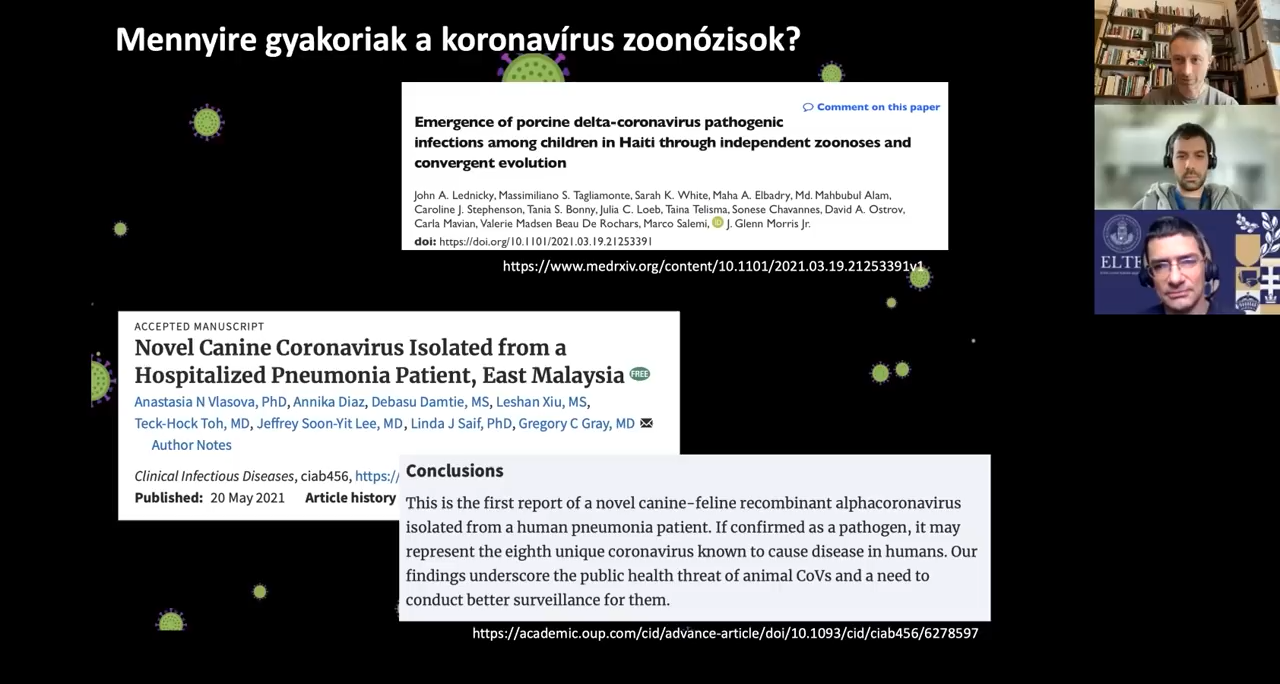 Mennyire gyakoriak a koronavírus zoonózisok?
Comment on this paper
Emergence of porcine delta-coronavirus pathogenic
infections among children in Haiti through independent zoonoses and
convergent evolution
John A. Lednicky, Massimiliano S. Tagliamonte, Sarah K. White, Maha A. Elbadry, Md. Mahbubul Alam,
Caroline J. Stephenson, Tania S. Bonny, Julia C. Loeb, Taina Telisma, Sonese Chavannes, David A. Ostrov,
Carla Mavian, Valerie Madsen Beau De Rochars, Marco Salemi, iD J. Glenn Morris Jr.
doi: https://doi.org/10.1101/2021.03.19.21253391
https://www.medrxiv.org/content/10.1101/2021.03.19.21253391v1
ACCEPTED MANUSCRIPT
Novel Canine Coronavirus Isolated from a
Hospitalized Pneumonia Patient, East Malaysia FREE
Anastasia N Vlasova, PhD, Annika Diaz, Debasu Damtie, MS, Leshan Xiu, MS,
Teck-Hock Toh, MD, Jeffrey Soon-Yit Lee, MD, Linda J Saif, PhD, Gregory C Gray, MD
Author Notes
Clinical Infectious Diseases, ciab456, https:/
Published: 20 May 2021 Article history
Conclusions
This is the first report of a novel canine–feline recombinant alphacoronavirus
isolated from a human pneumonia patient. If confirmed as a pathogen, it may
represent the eighth unique coronavirus known to cause disease in humans. Our
findings underscore the public health threat of animal CoVs and a need to
conduct better surveillance for them.
https://academic.oup.com/cid/advance-article/doi/10.1093/cid/ciab456/6278597
ELTE